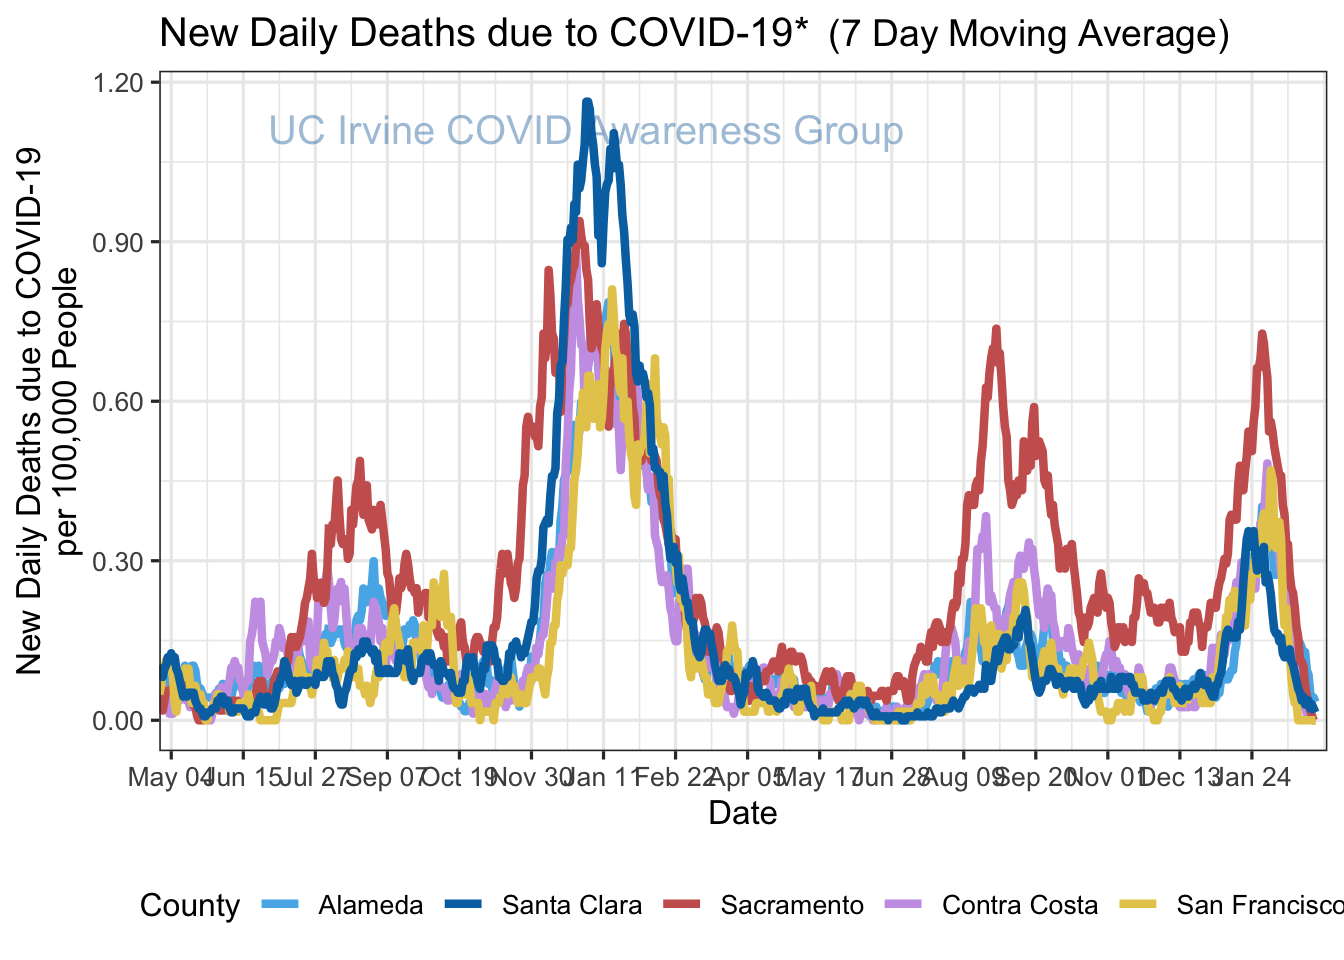 New Daily Deaths due to COVID-19* (7 Day Moving Average)
UC Irvine COVID Awareness Group
New Daily Deaths due to COVID-19
per 100,000 People
1.20
0.90
0.60
0.30
0.00
May 04 Jun 15 Jul 27 Sep 07 Oct 19 Nov 30 Jan 11 Feb 22 Apr 05 May 17 Jun 28 Aug 09 Sep 20 Nov 01 Dec 13 Jan 24
Date
County Alameda Santa Clara Sacramento Contra Costa San Francisco